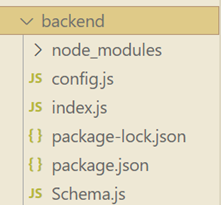 backend
node_modules
JS config.js
JS index.js
{} package-lock.json
{} package.json
JS Schema.js